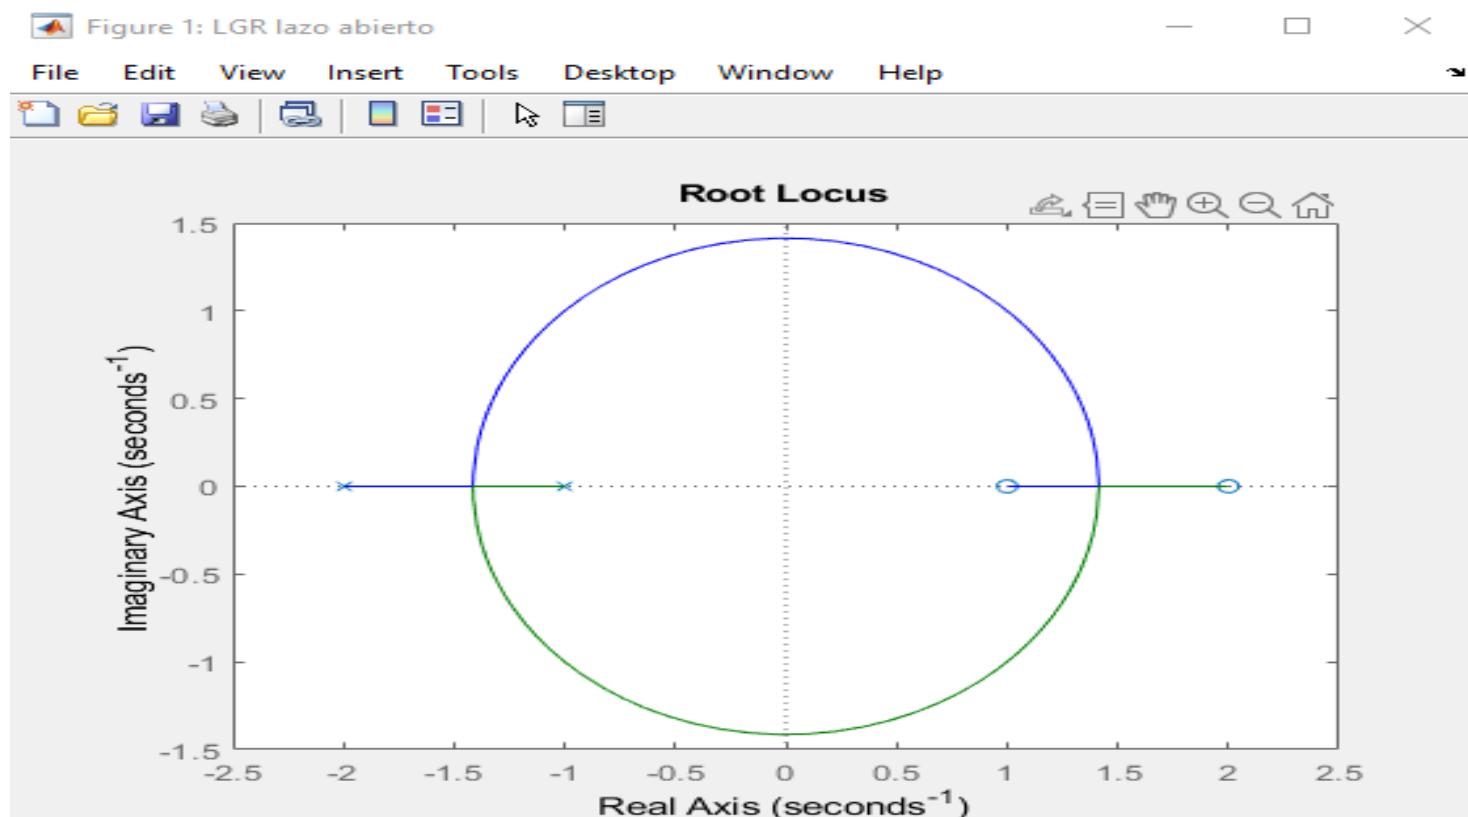 Figure 1: LGR lazo abierto
File Edit View Insert Tools Desktop Window Help
Root Locus
1.5
1
0.5
0
-0.5
-1
-1.5
Imaginary Axis (seconds⁻¹)
-2.5 -2 -1.5 -1 -0.5 0 0.5 1 1.5 2 2.5
Real Axis (seconds⁻¹)